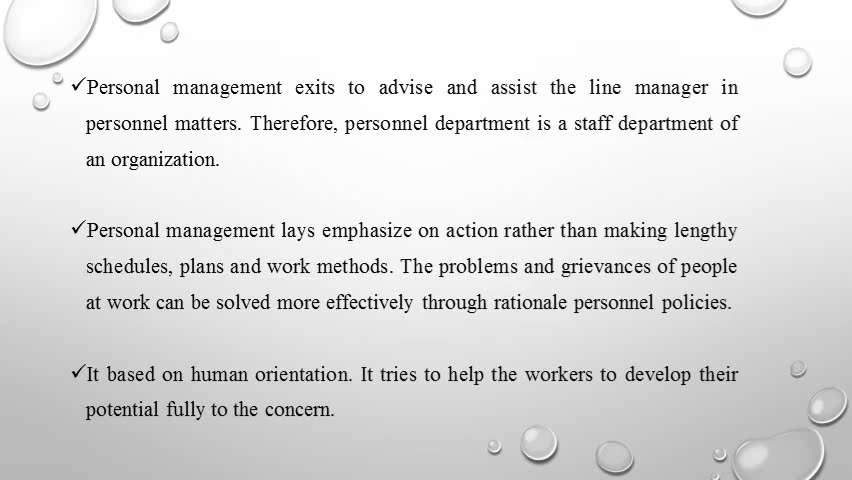 ✓Personal management exits to advise and assist the line manager in
personnel matters. Therefore, personnel department is a staff department of
an organization.
✓Personal management lays emphasize on action rather than making lengthy
schedules, plans and work methods. The problems and grievances of people
at work can be solved more effectively through rationale personnel policies.
✓It based on human orientation. It tries to help the workers to develop their
potential fully to the concern.